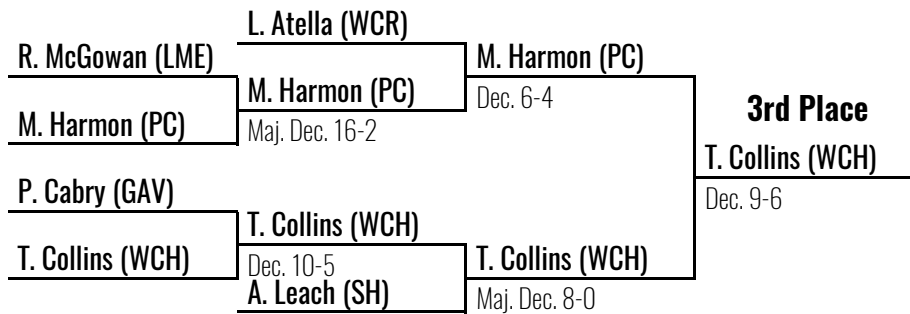 L. Atella (WCR)
R. McGowan (LME)
M. Harmon (PC)
M. Harmon (PC)
Dec. 6-4
M. Harmon (PC)
Maj. Dec. 16-2
3rd Place
T. Collins (WCH)
Dec. 9-6
P. Cabry (GAV)
T. Collins (WCH)
T. Collins (WCH)
Dec. 10-5
T. Collins (WCH)
Maj. Dec. 8-0
A. Leach (SH)